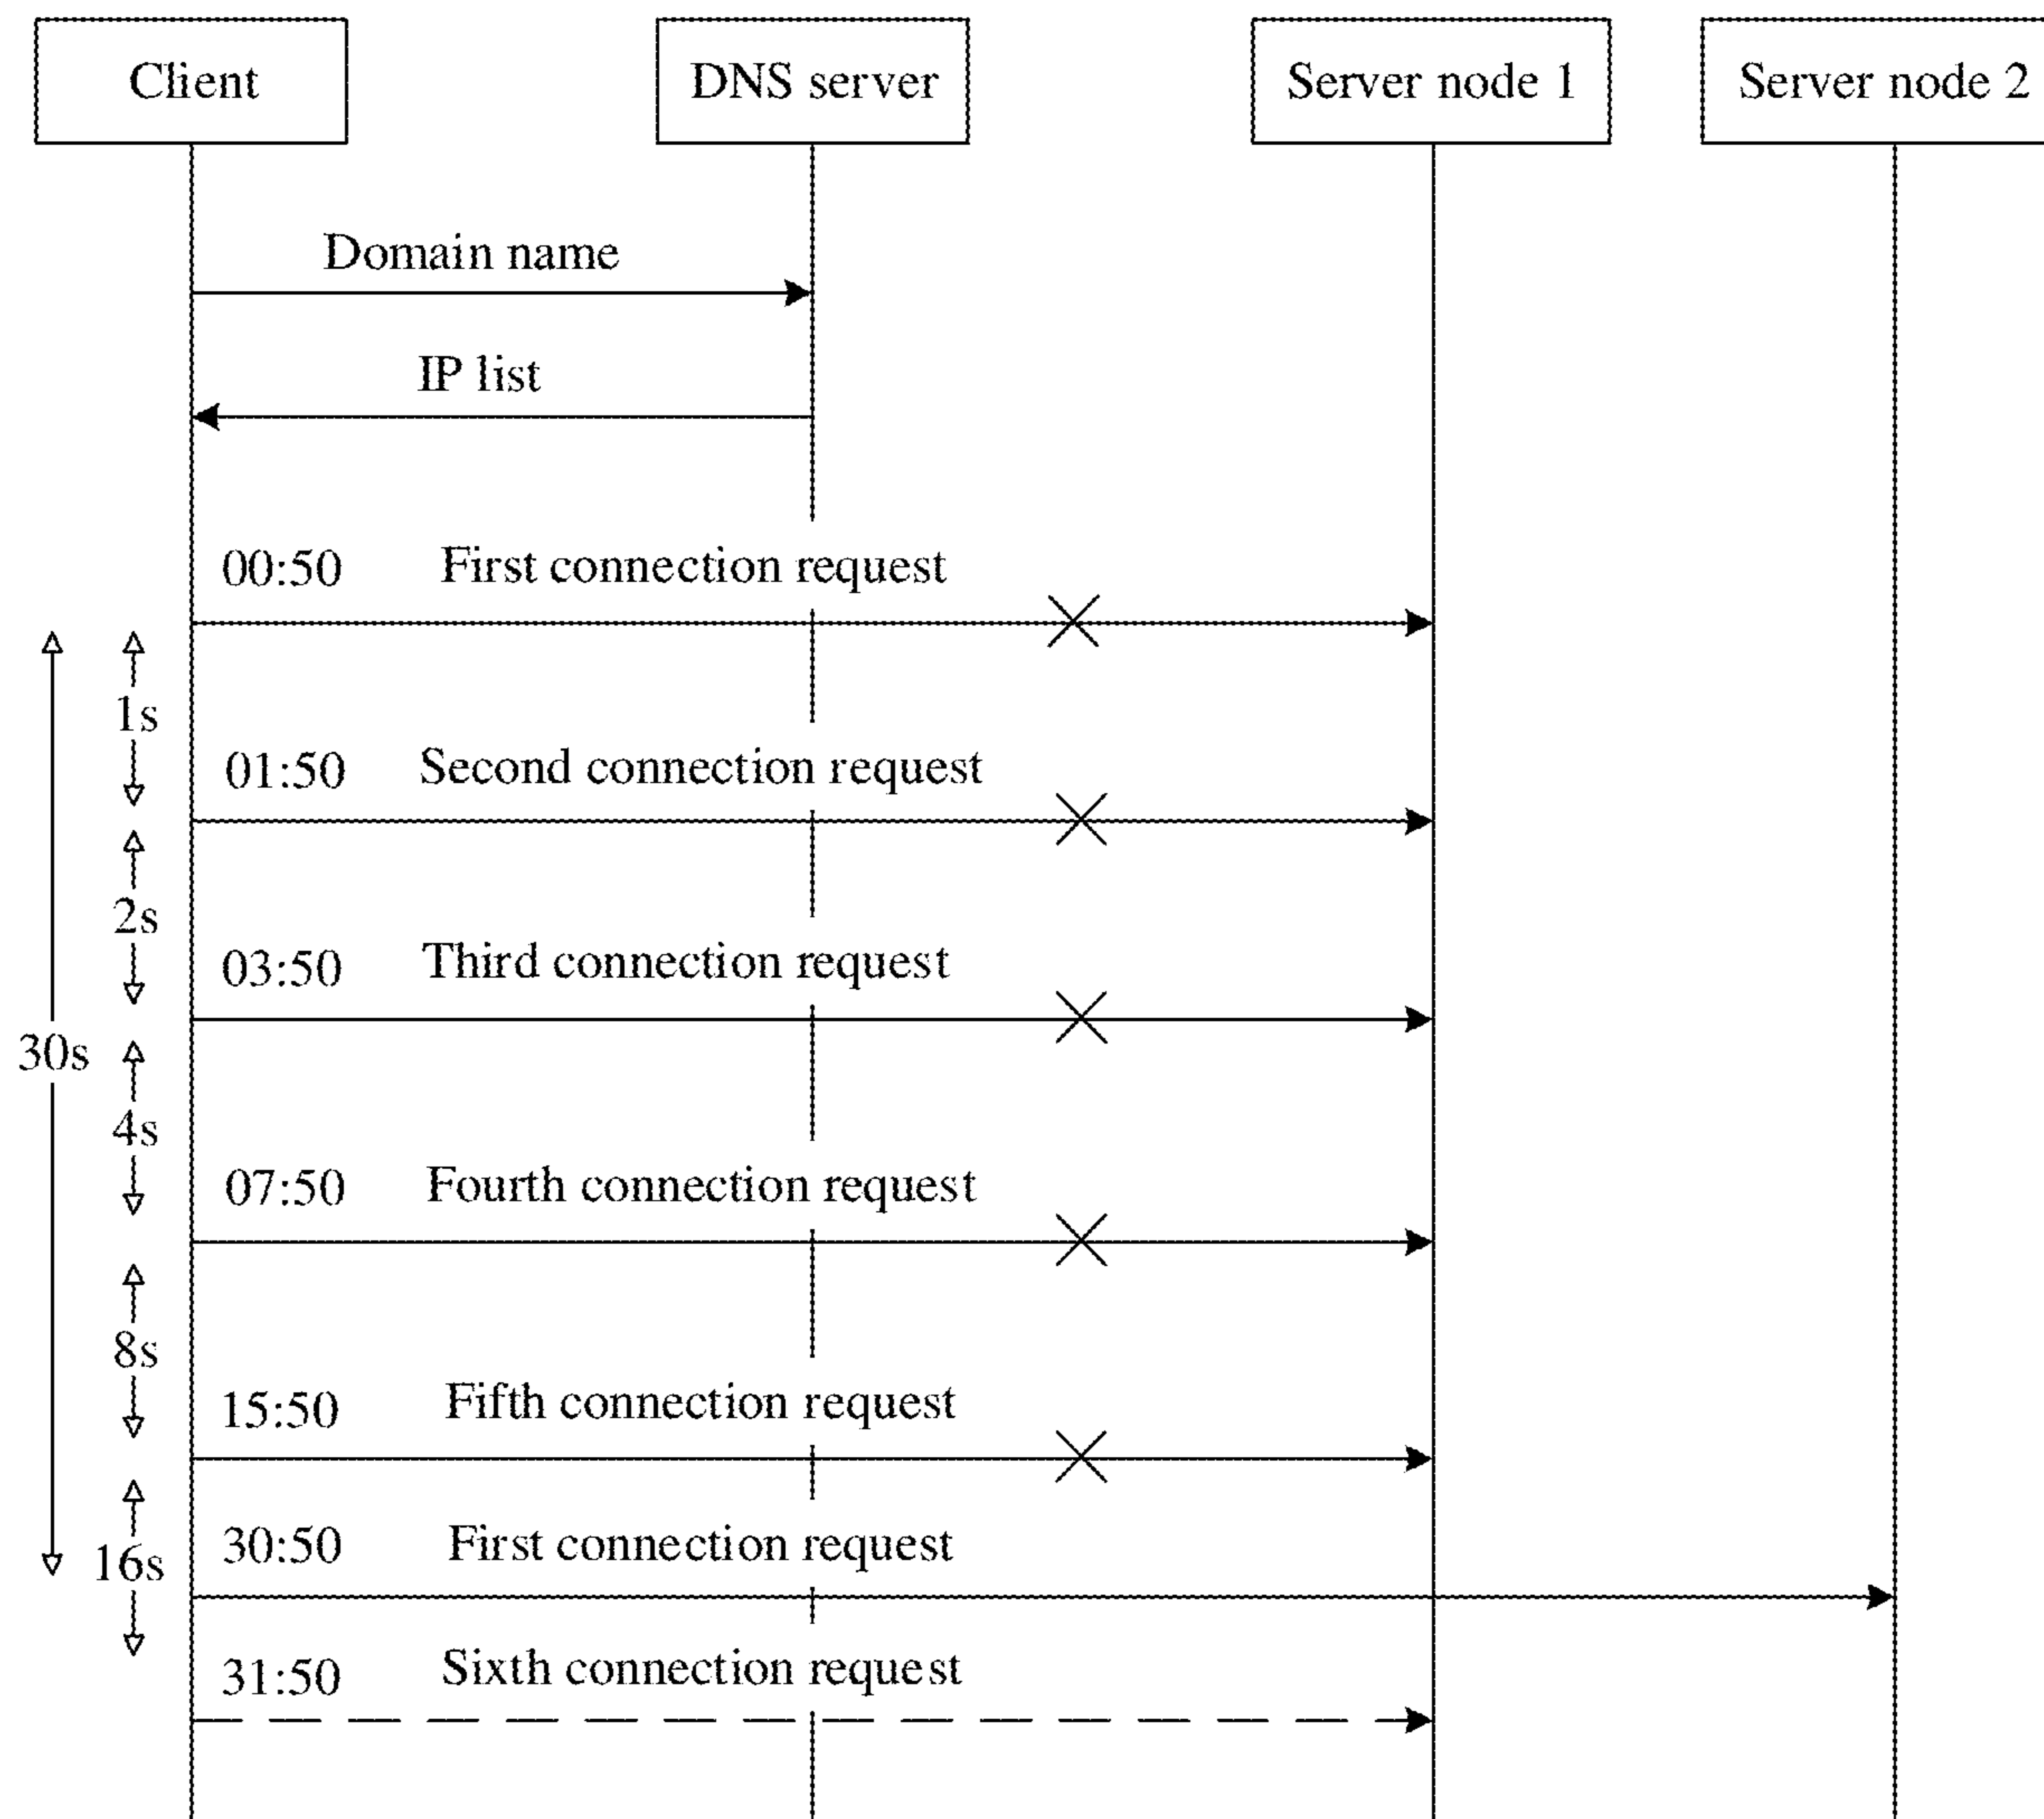 Client
DNS server
Server node 1
Server node 2
Domain name
IP list
00:50 First connection request
1s
01:50 Second connection request
2s
03:50 Third connection request
30s
4s
07:50 Fourth connection request
8s
15:50 Fifth connection request
30:50 First connection request
16s
31:50 Sixth connection request